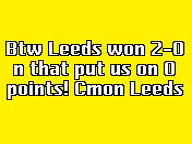 Btw Leeds won 2-0
n that put us on 0
points! Cmon Leeds